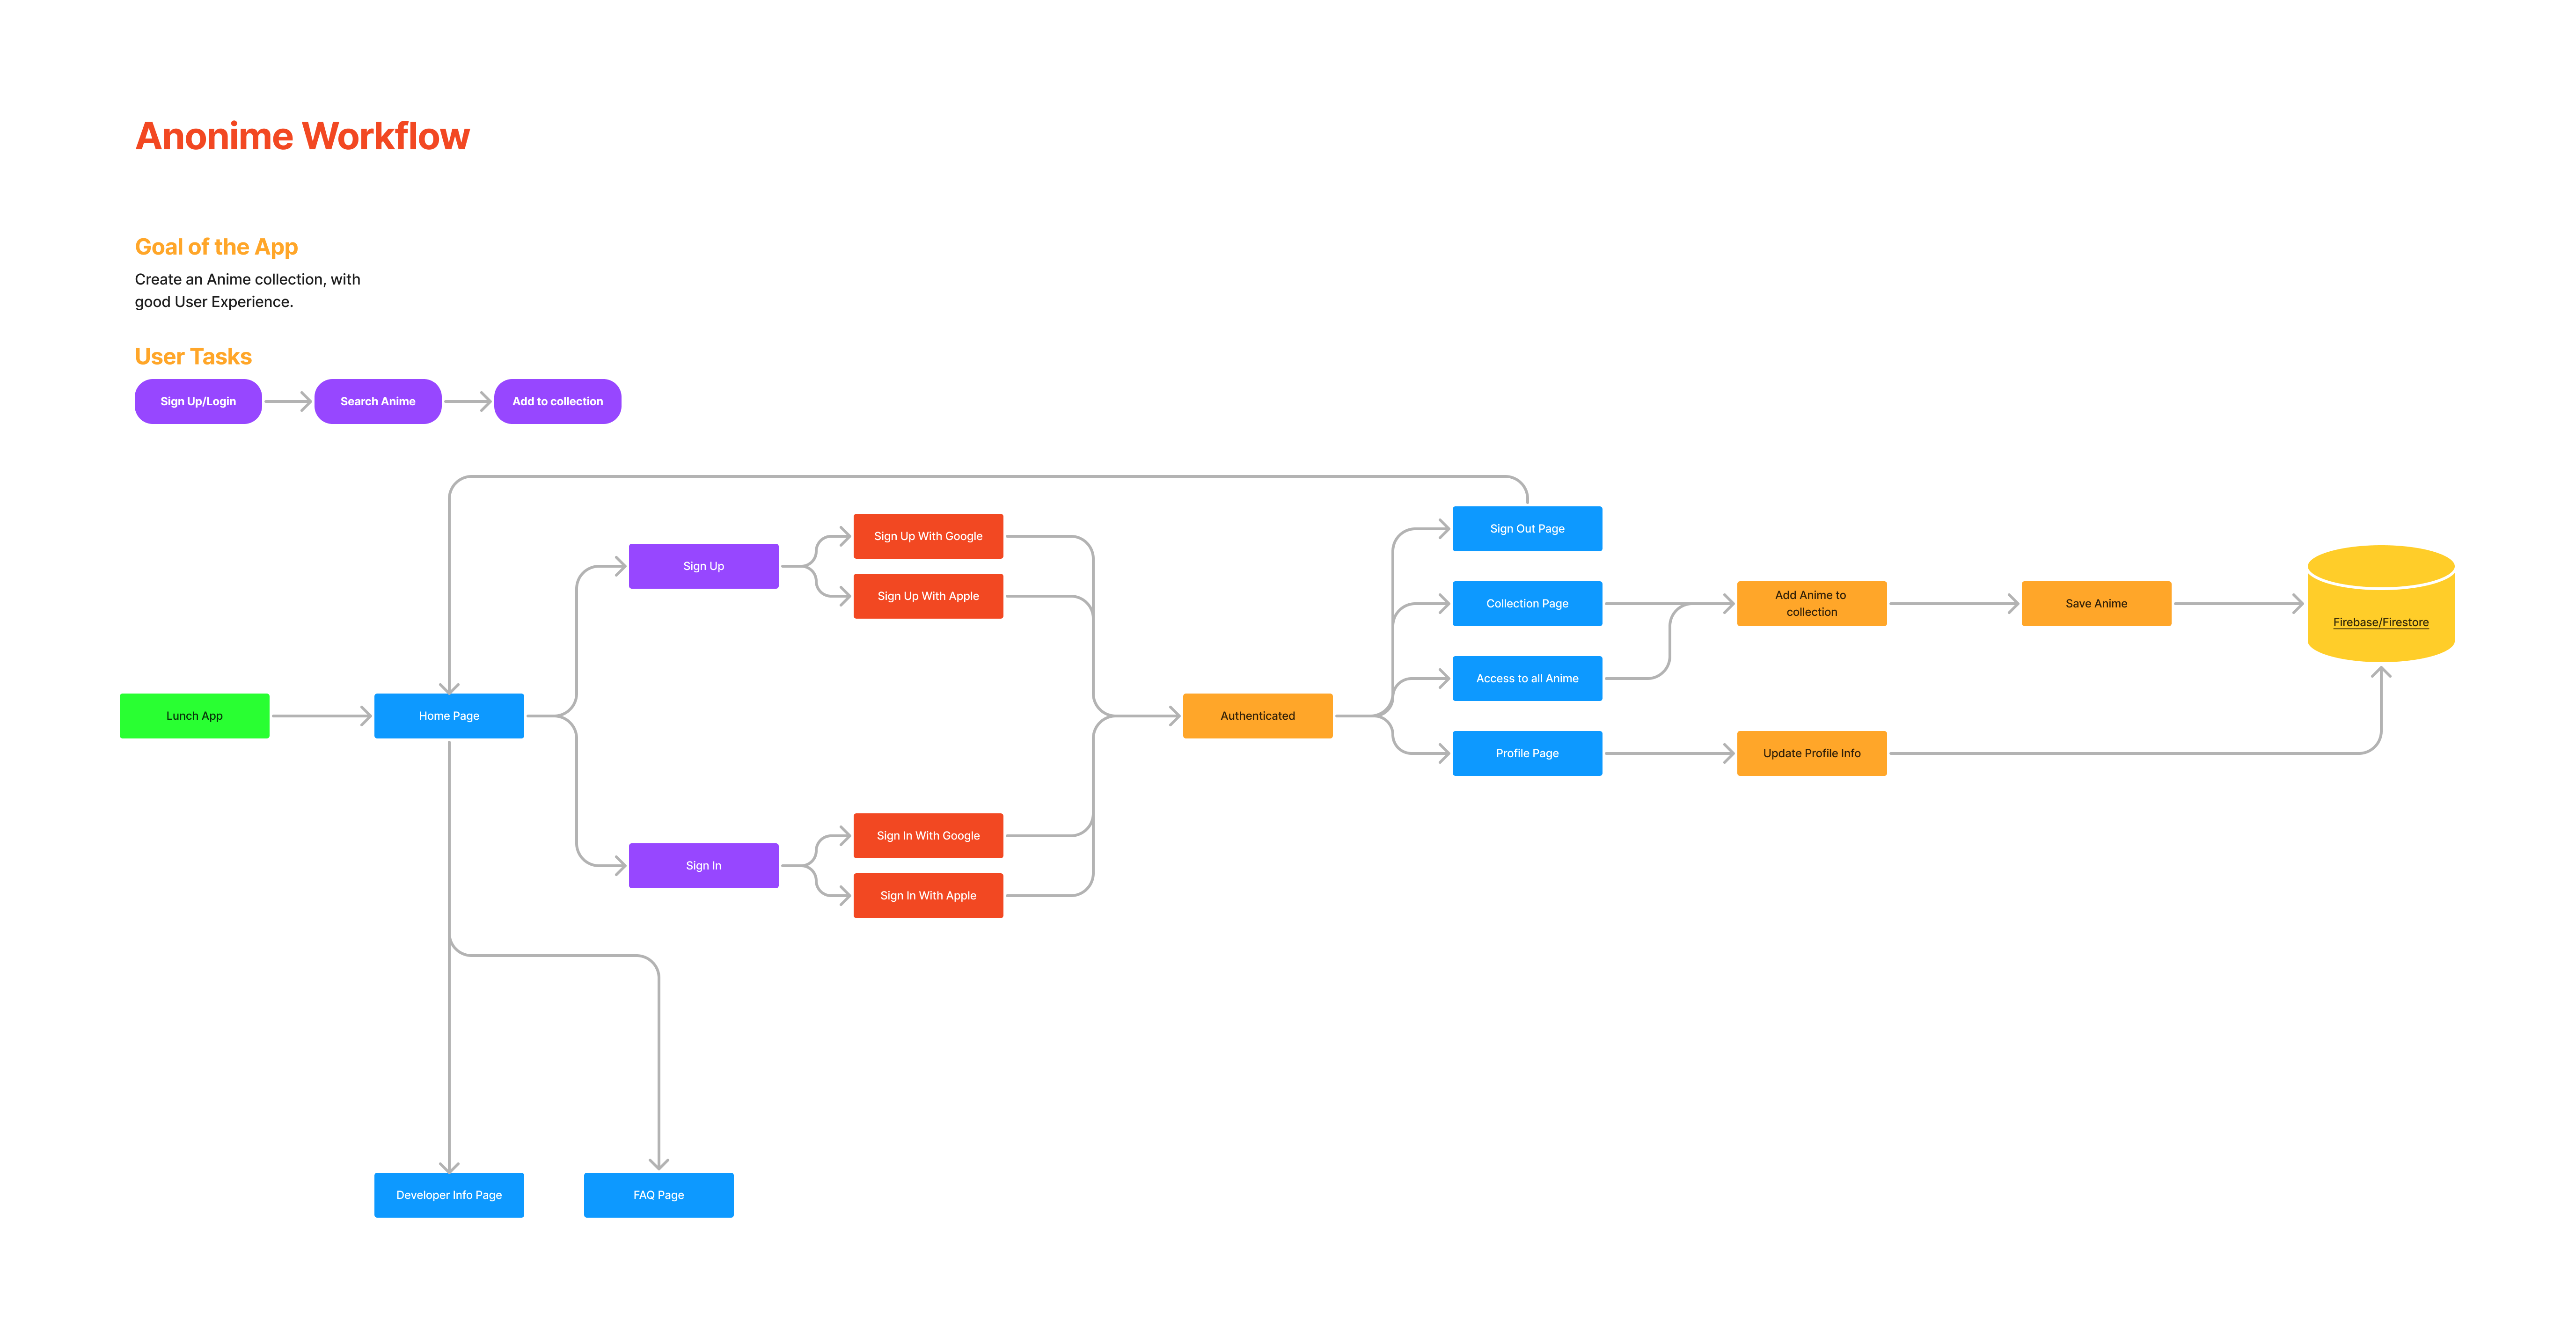 Anonime Workflow
Goal of the App
Create an Anime collection, with
good User Experience.
User Tasks
Sign Up/Login
Search Anime
Add to collection
Lunch App
Home Page
Sign Up
Sign Up With Google
Sign Up With Apple
Sign In
Sign In With Google
Sign In With Apple
Authenticated
Sign Out Page
Collection Page
Access to all Anime
Profile Page
Add Anime to
collection
Save Anime
Update Profile Info
Firebase/Firestore
Developer Info Page
FAQ Page